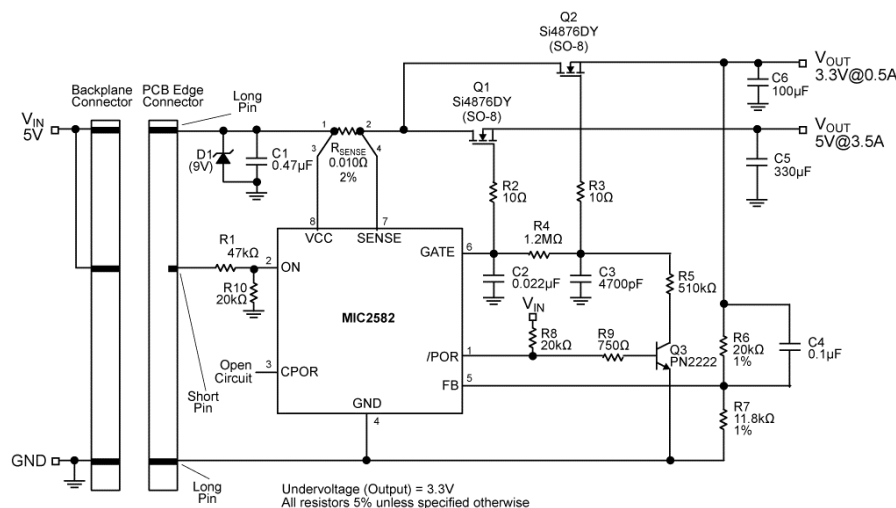 Q2
Si4876DY
(SO-8)
VOUT
3.3V@0.5A
C6
100µF
Backplane
Connector
PCB Edge
Connector
Long
Pin
Q1
Si4876DY
(SO-8)
VIN
5V
1
2
3
4
RSENSE
0.010Ω
2%
D1
(9V)
C1
0.47µF
VOUT
5V@3.5A
C5
330µF
R2
10Ω
R3
10Ω
8
VCC
7
SENSE
R1
47kΩ
2
ON
R10
20kΩ
MIC2582
GATE
6
R4
1.2MΩ
C2
0.022µF
C3
4700pF
R5
510kΩ
VIN
R8
20kΩ
R9
750Ω
Q3
PN2222
/POR
1
R6
20kΩ
1%
C4
0.1µF
Open
Circuit
3
CPOR
FB
5
Short
Pin
GND
4
R7
11.8kΩ
1%
GND
Long
Pin
Undervoltage (Output) = 3.3V
All resistors 5% unless specified otherwise